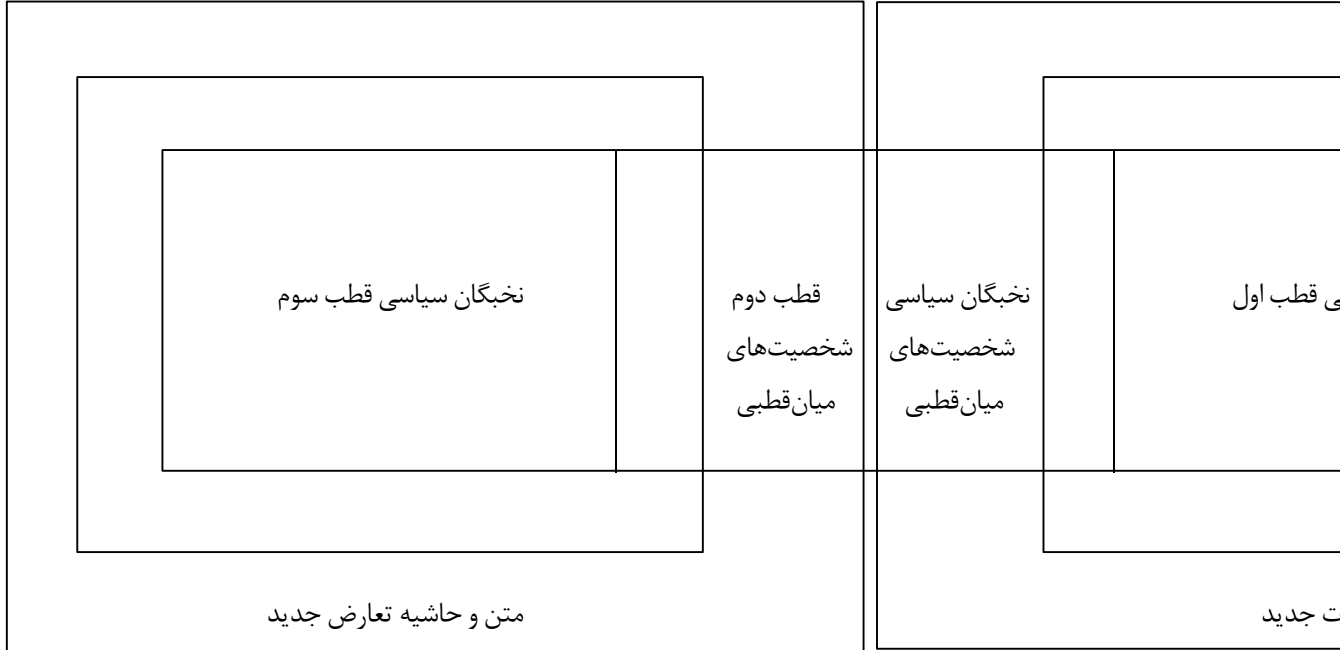 قطب اول
نخبگان سیاسی
شخصیت‌های
میان‌قطبی
قطب دوم
شخصیت‌های
میان‌قطبی
نخبگان سیاسی قطب سوم
جدید
متن و حاشیه تعارض جدید